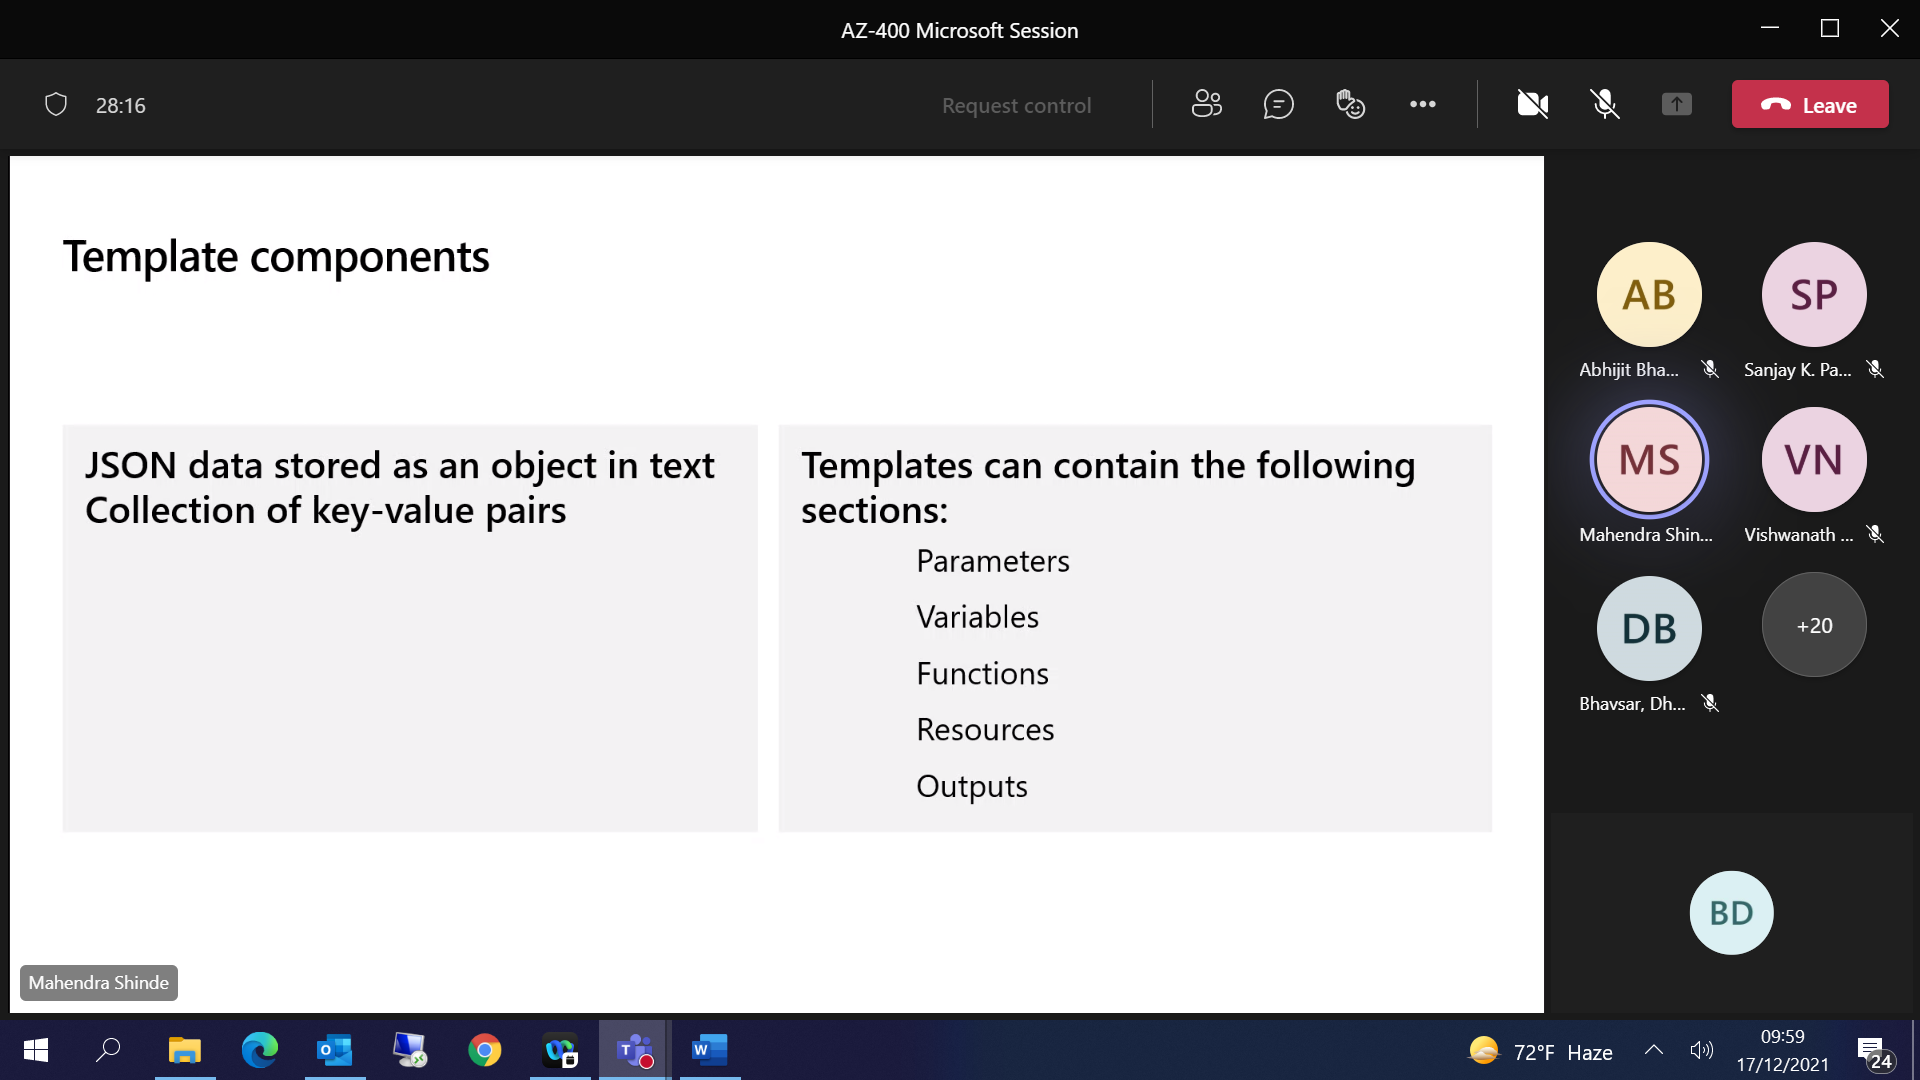 AZ-400 Microsoft Session
28:16
Request control
Leave
Template components
JSON data stored as an object in text
Collection of key-value pairs
Templates can contain the following
sections:
Parameters
Variables
Functions
Resources
Outputs
Mahendra Shinde
AB
SP
Abhijit Bha...
Sanjay K. Pa...
MS
VN
Mahendra Shin...
Vishwanath ...
DB
+20
Bhavsar, Dh...
BD
72°F Haze
09:59
17/12/2021
24